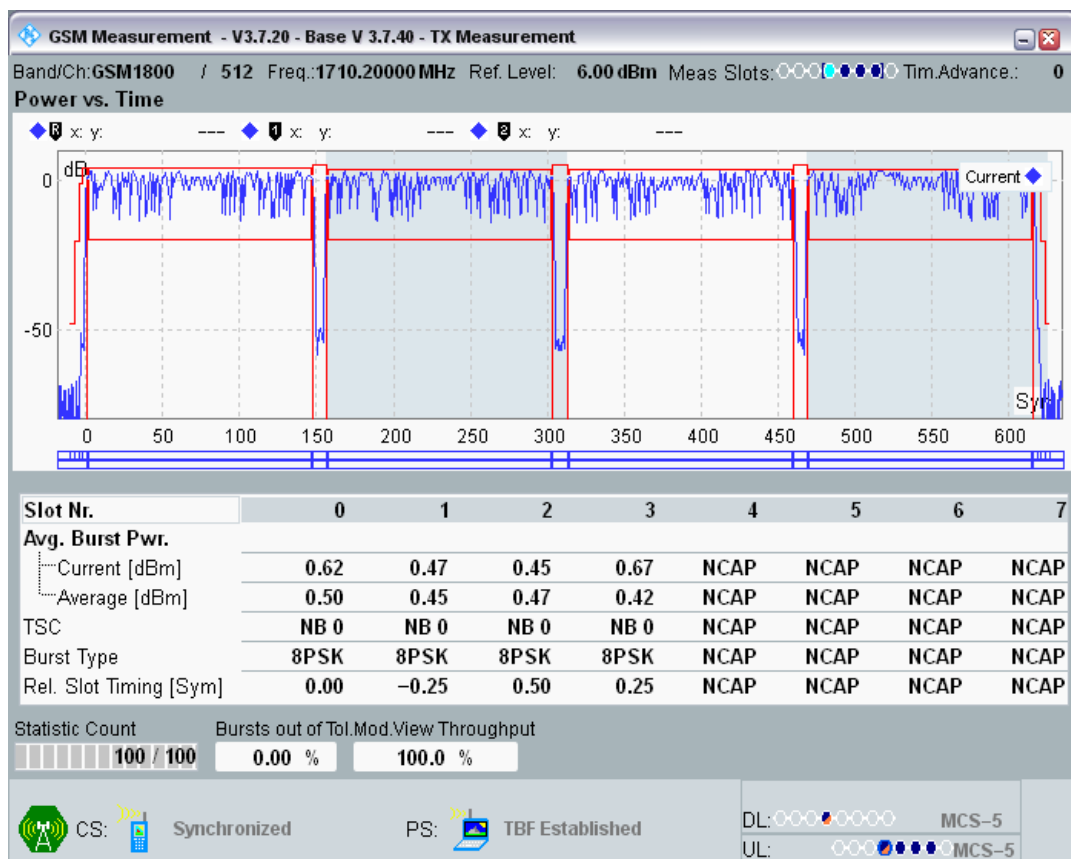 GSM Measurement - V3.7.20 - Base V 3.7.40 - TX Measurement
Band/Ch:GSM1800 / 512 Freq.:1710.20000 MHz Ref. Level: 6.00 dBm Meas Slots: Tim.Advance.: 0
Power vs. Time
R x: y: --- 1 x: y: --- 2 x: y: ---
dB
Current
0
-50
Sym
0 50 100 150 200 250 300 350 400 450 500 550 600
Slot Nr. 0 1 2 3 4 5 6 7
Avg. Burst Pwr.
Current [dBm] 0.62 0.47 0.45 0.67 NCAP NCAP NCAP NCAP
Average [dBm] 0.50 0.45 0.47 0.42 NCAP NCAP NCAP NCAP
TSC NB 0 NB 0 NB 0 NB 0 NCAP NCAP NCAP NCAP
Burst Type 8PSK 8PSK 8PSK 8PSK NCAP NCAP NCAP NCAP
Rel. Slot Timing [Sym] 0.00 −0.25 0.50 0.25 NCAP NCAP NCAP NCAP
Statistic Count Bursts out of Tol.Mod.View Throughput
100 / 100 0.00 % 100.0 %
CS: Synchronized PS: TBF Established
DL: MCS−5
UL: MCS−5